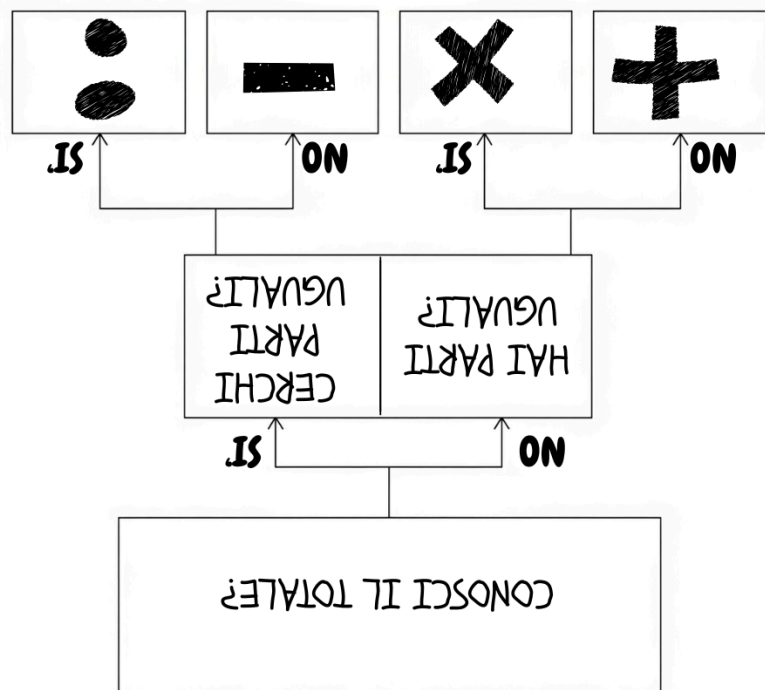 CONOSCI IL TOTALE?
NO
SI'
HAI PARTI
UGUALI?
CERCHI
PARTI
UGUALI?
NO
SI'
NO
SI'
+
×
-
: